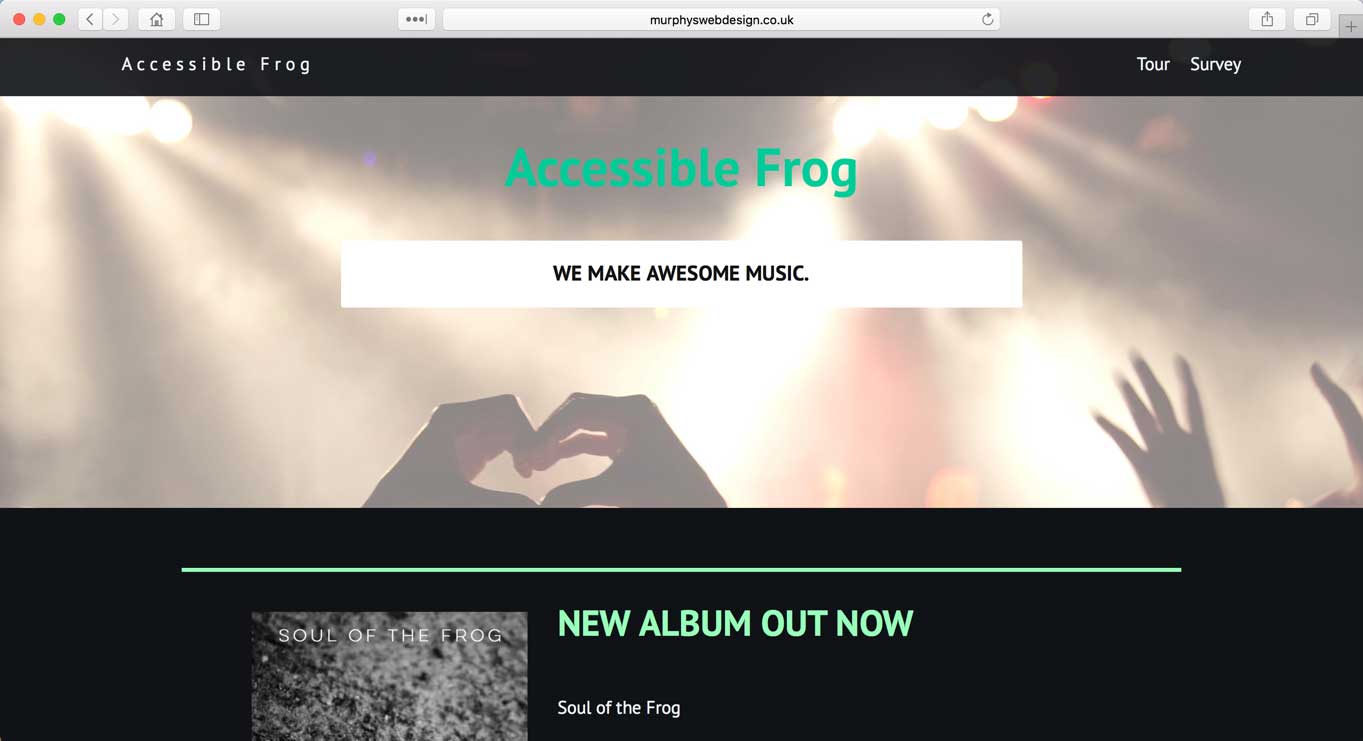 murphyswebdesign.co.uk
Accessible Frog
Tour Survey
Accessible Frog
WE MAKE AWESOME MUSIC.
SOUL OF THE FROG
NEW ALBUM OUT NOW
Soul of the Frog